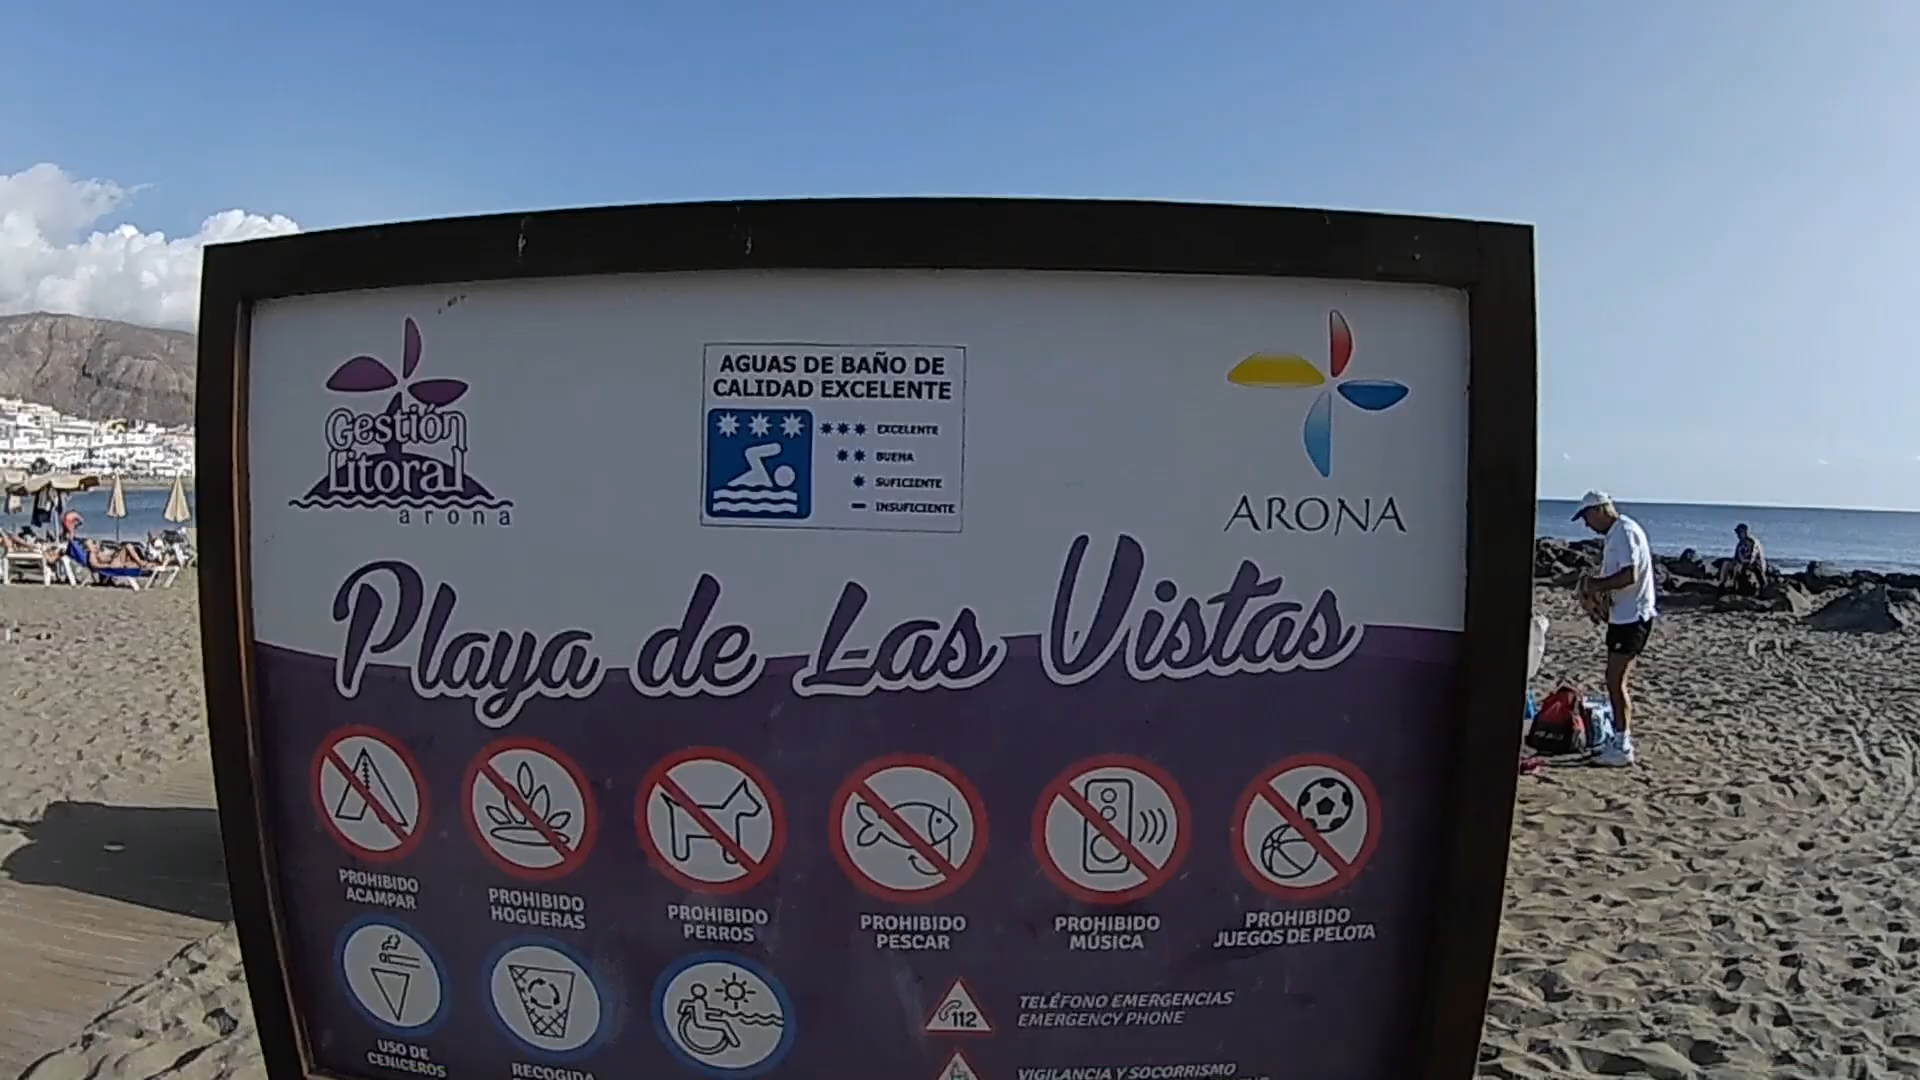 AGUAS DE BAÑO DE
CALIDAD EXCELENTE
EXCELENTE
BUENA
SUFICIENTE
INSUFICIENTE
Gestión
Litoral
arona
ARONA
Playa de Las Vistas
PROHIBIDO
ACAMPAR
PROHIBIDO
HOGUERAS
PROHIBIDO
PERROS
PROHIBIDO
PESCAR
PROHIBIDO
MÚSICA
PROHIBIDO
JUEGOS DE PELOTA
USO DE
CENICEROS
RECOGIDA
112
TELÉFONO EMERGENCIAS
EMERGENCY PHONE
VIGILANCIA Y SOCORRISMO